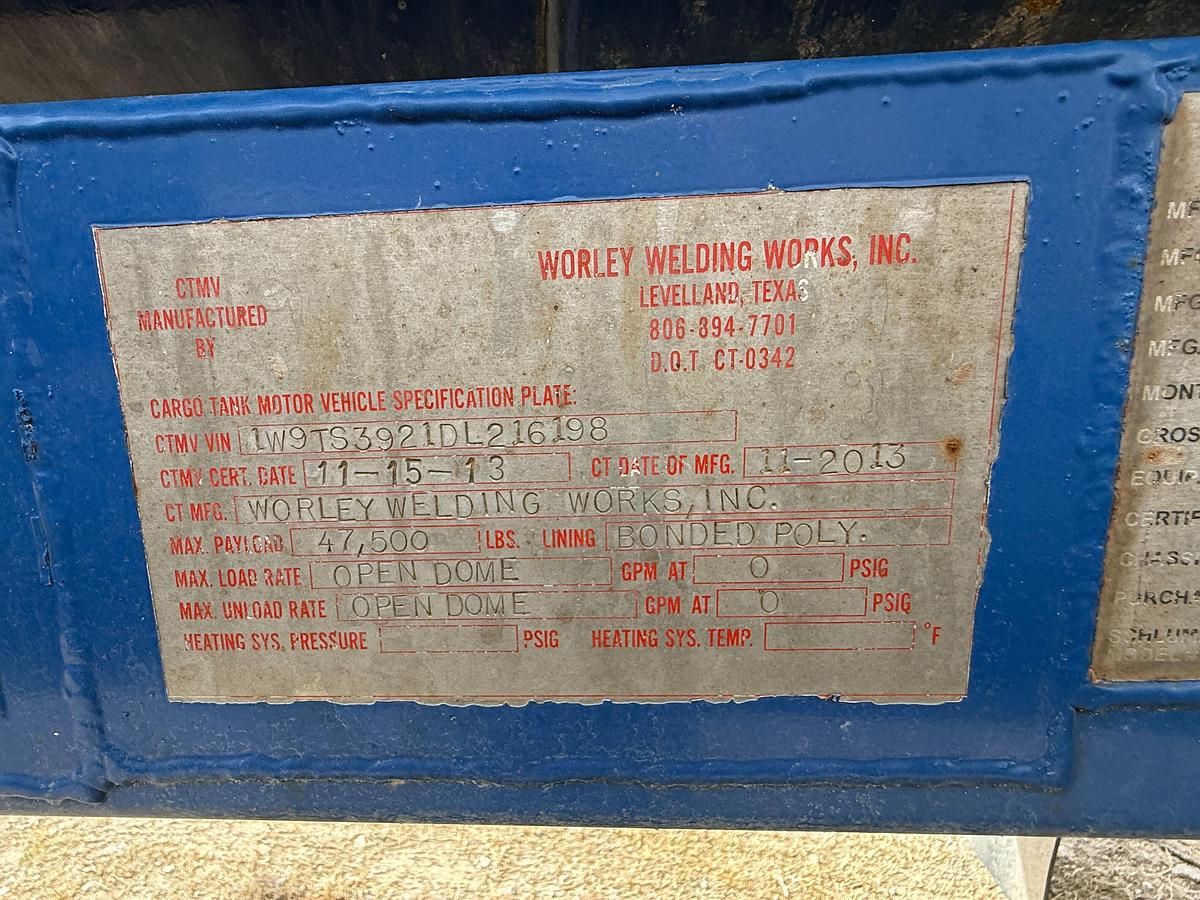 WORLEY WELDING WORKS, INC.
LEVELLAND, TEXAS
806-894-7701
D.O.T. CT-0342
CTMV
MANUFACTURED
BY
CARGO TANK MOTOR VEHICLE SPECIFICATION PLATE:
CTMV VIN 1W9TS3921DL216198
CTMV CERT. DATE 11-15-13 CT DATE OF MFG. 11-2013
CT MFG. WORLEY WELDING WORKS, INC.
MAX. PAYLOAD 47,500 LBS. LINING BONDED POLY.
MAX. LOAD RATE OPEN DOME GPM AT 0 PSIG
MAX. UNLOAD RATE OPEN DOME GPM AT 0 PSIG
HEATING SYS. PRESSURE PSIG HEATING SYS. TEMP. °F